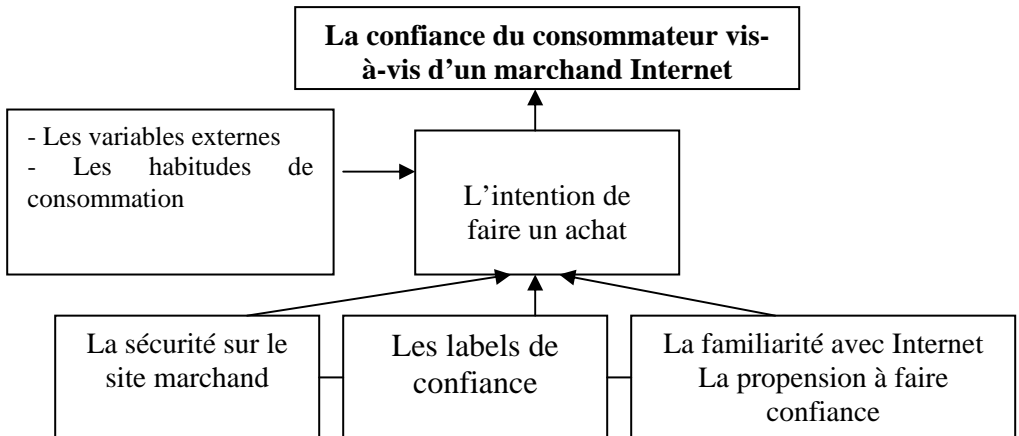 La confiance du consommateur vis-
à-vis d’un marchand Internet
- Les variables externes
- Les habitudes de
consommation
L’intention de
faire un achat
La sécurité sur le
site marchand
Les labels de
confiance
La familiarité avec Internet
La propension à faire
confiance